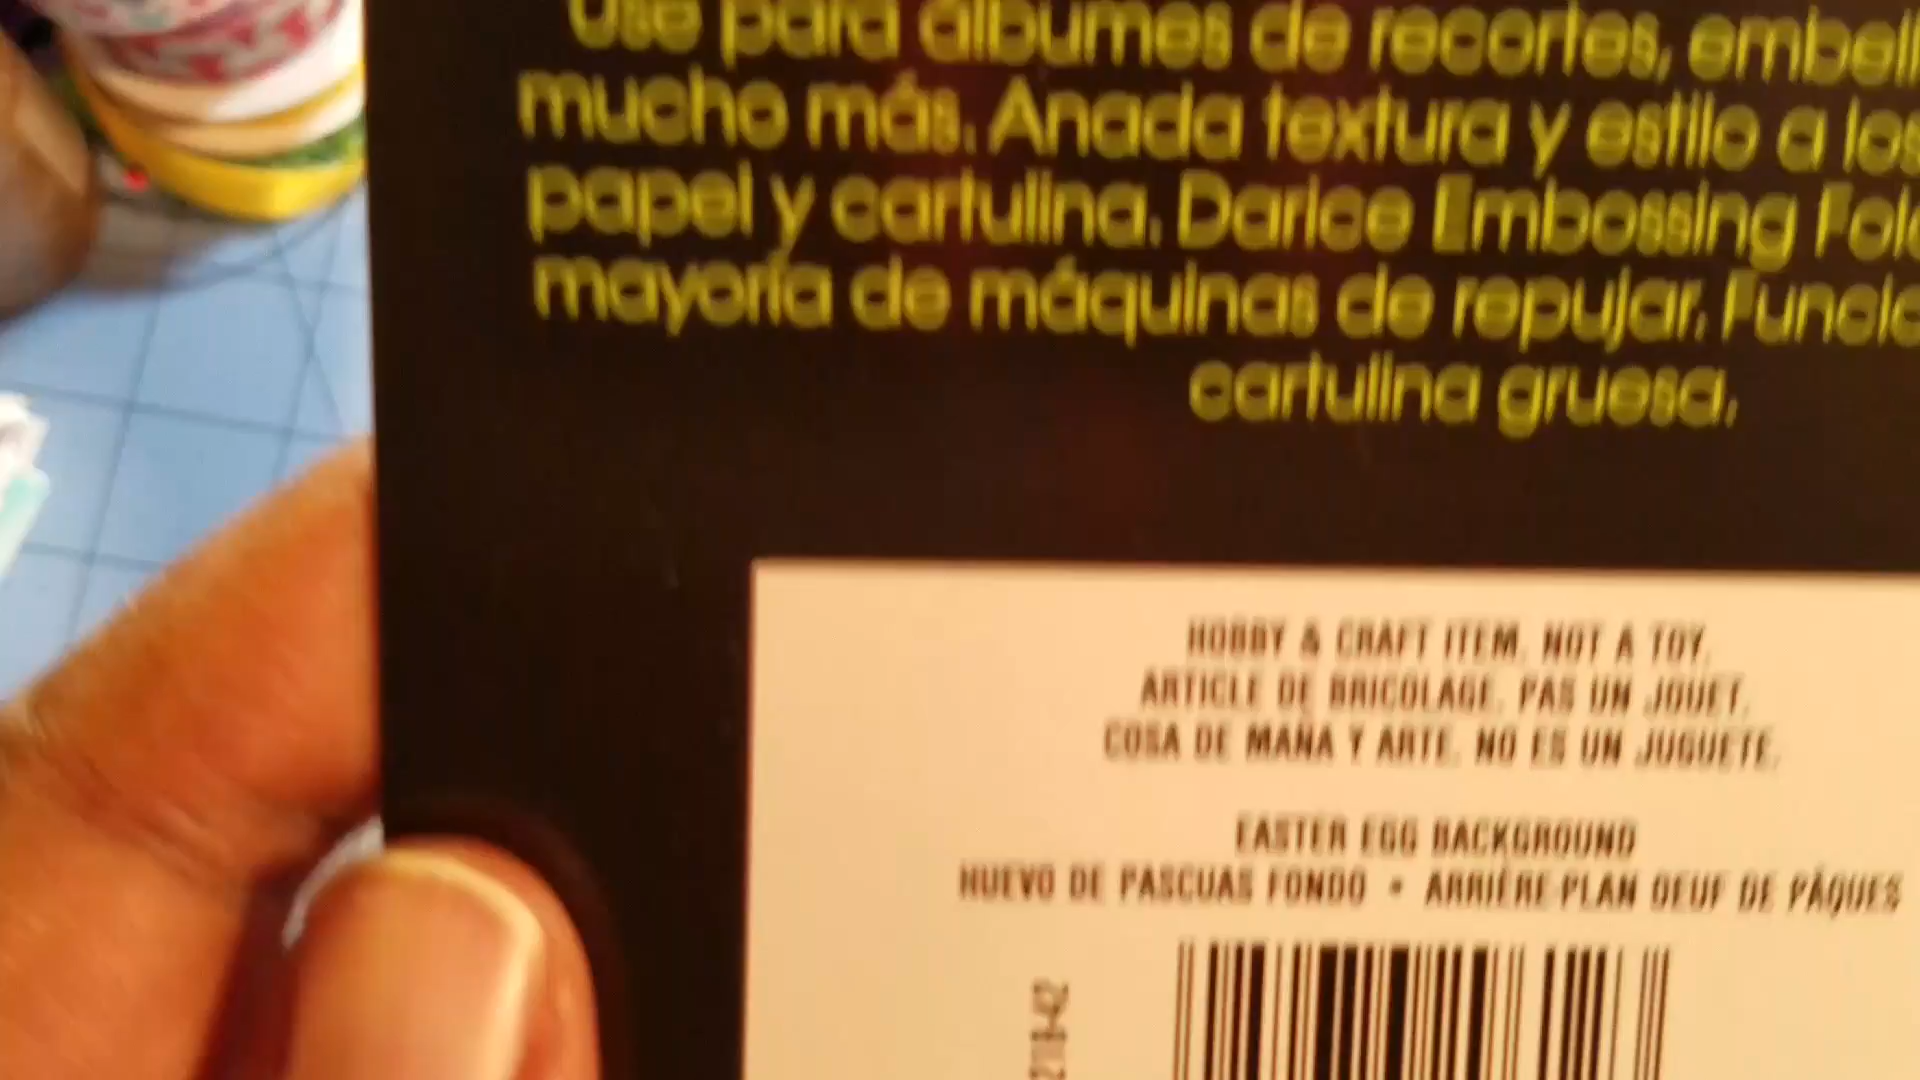 Use para álbumes de recortes, embell
mucho más. Anada textura y estilo a los
papel y cartulina. Darice Embossing Fol
mayoría de máquinas de repujar. Funcio
cartulina gruesa.
HOBBY & CRAFT ITEM. NOT A TOY.
ARTICLE DE BRICOLAGE. PAS UN JOUET.
COSA DE MAÑA Y ARTE. NO ES UN JUGUETE.
EASTER EGG BACKGROUND
HUEVO DE PASCUAS FONDO • ARRIÈRE-PLAN OEUF DE PÂQUES